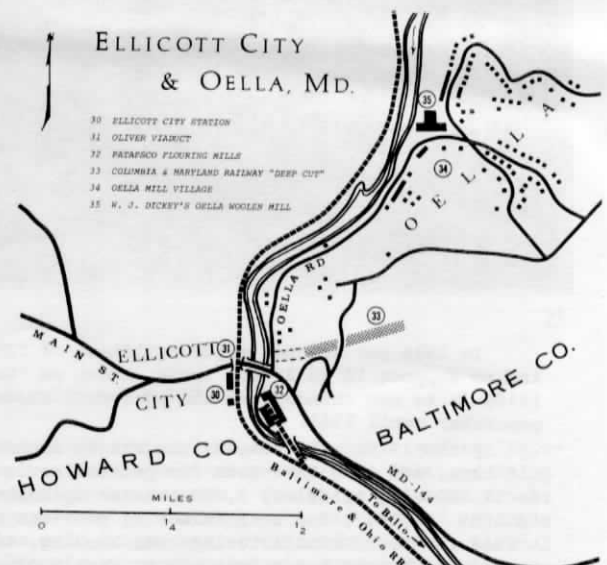 ELLICOTT CITY
& OELLA, MD.
30 ELLICOTT CITY STATION
31 OLIVER VIADUCT
32 PATAPSCO FLOURING MILLS
33 COLUMBIA & MARYLAND RAILWAY "DEEP CUT"
34 OELLA MILL VILLAGE
35 W. J. DICKEY'S OELLA WOOLEN MILL
35
34
OELLA
OELLA RD
33
31
MAIN ST.
ELLICOTT
CITY
30
32
BALTIMORE CO.
HOWARD CO
MD-144
To Balto.
Baltimore & Ohio RR
MILES
0 1 2